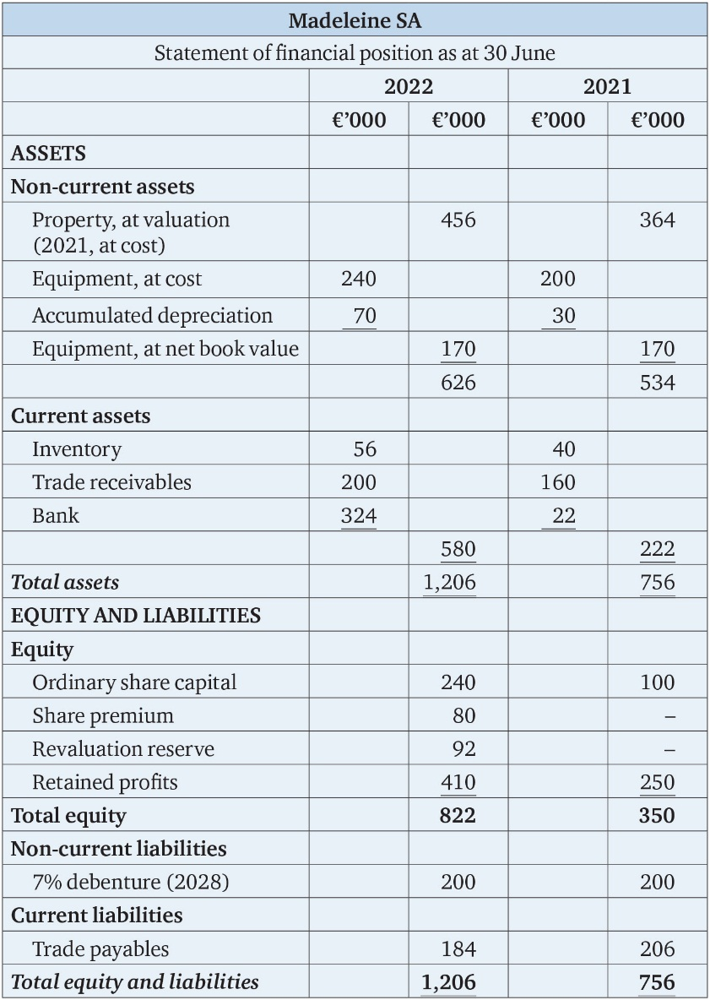 Madeleine SA
Statement of financial position as at 30 June
2022 2021
€’000 €’000 €’000 €’000
ASSETS
Non-current assets
Property, at valuation 456 364
(2021, at cost)
Equipment, at cost 240 200
Accumulated depreciation 70 30
Equipment, at net book value 170 170
626 534
Current assets
Inventory 56 40
Trade receivables 200 160
Bank 324 22
580 222
Total assets 1,206 756
EQUITY AND LIABILITIES
Equity
Ordinary share capital 240 100
Share premium 80 –
Revaluation reserve 92 –
Retained profits 410 250
Total equity 822 350
Non-current liabilities
7% debenture (2028) 200 200
Current liabilities
Trade payables 184 206
Total equity and liabilities 1,206 756